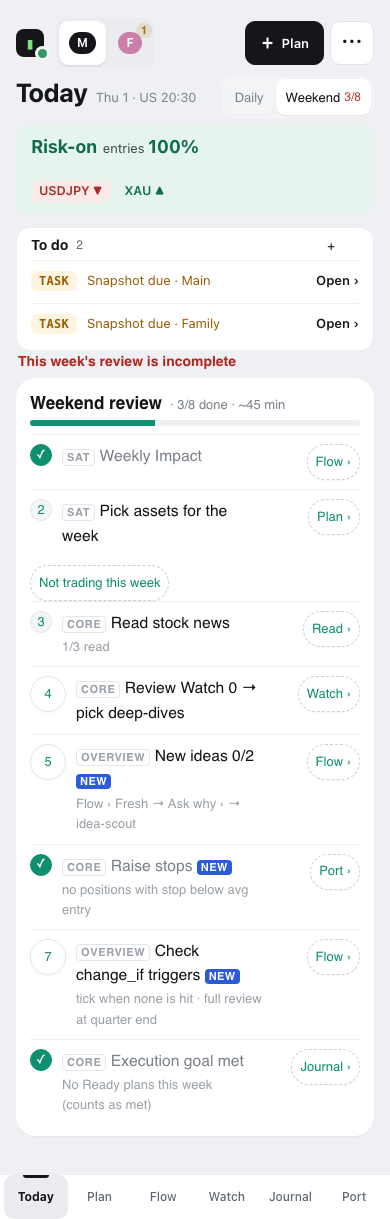 M F 1
+ Plan ...
Today Thu 1 · US 20:30 Daily Weekend 3/8
Risk-on entries 100%
USDJPY ▼ XAU ▲
To do 2 +
TASK Snapshot due · Main Open ›
TASK Snapshot due · Family Open ›
This week's review is incomplete
Weekend review · 3/8 done · ~45 min
✓ SAT Weekly Impact Flow ›
2 SAT Pick assets for the Plan ›
week
Not trading this week
3 CORE Read stock news Read ›
1/3 read
4 CORE Review Watch 0 → Watch ›
pick deep-dives
5 OVERVIEW New ideas 0/2 Flow ›
NEW
Flow › Fresh → Ask why › →
idea-scout
✓ CORE Raise stops NEW Port ›
no positions with stop below avg
entry
7 OVERVIEW Check Flow ›
change_if triggers NEW
tick when none is hit · full review
at quarter end
✓ CORE Execution goal met Journal ›
No Ready plans this week
(counts as met)
Today Plan Flow Watch Journal Port